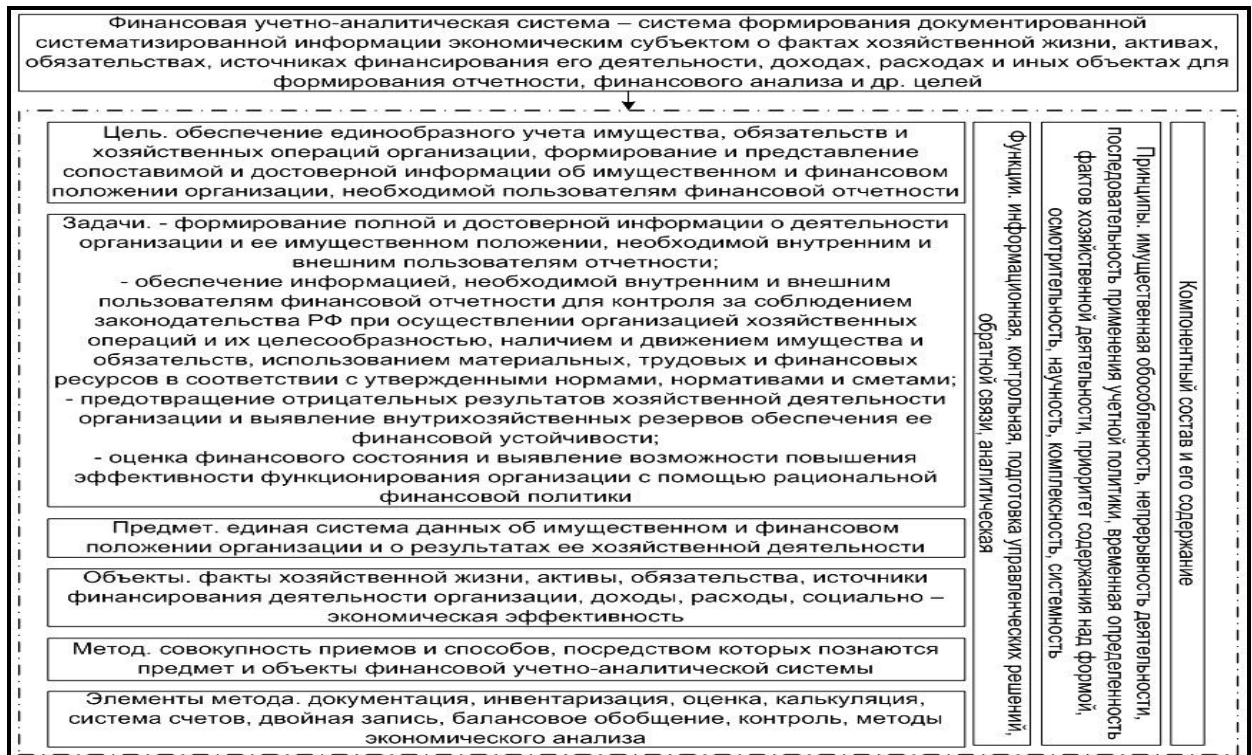 Финансовая учетно-аналитическая система – система формирования документированной
систематизированной информации экономическим субъектом о фактах хозяйственной жизни, активах,
обязательствах, источниках финансирования его деятельности, доходах, расходах и иных объектах для
формирования отчетности, финансового анализа и др. целей
Цель. обеспечение единообразного учета имущества, обязательств и
хозяйственных операций организации, формирование и представление
сопоставимой и достоверной информации об имущественном и финансовом
положении организации, необходимой пользователям финансовой отчетности
Задачи. - формирование полной и достоверной информации о деятельности
организации и ее имущественном положении, необходимой внутренним и
внешним пользователям отчетности;
- обеспечение информацией, необходимой внутренним и внешним
пользователям финансовой отчетности для контроля за соблюдением
законодательства РФ при осуществлении организацией хозяйственных
операций и их целесообразностью, наличием и движением имущества и
обязательств, использованием материальных, трудовых и финансовых
ресурсов в соответствии с утвержденными нормами, нормативами и сметами;
- предотвращение отрицательных результатов хозяйственной деятельности
организации и выявление внутрихозяйственных резервов обеспечения ее
финансовой устойчивости;
- оценка финансового состояния и выявление возможности повышения
эффективности функционирования организации с помощью рациональной
финансовой политики
Предмет. единая система данных об имущественном и финансовом
положении организации и о результатах ее хозяйственной деятельности
Объекты. факты хозяйственной жизни, активы, обязательства, источники
финансирования деятельности организации, доходы, расходы, социально –
экономическая эффективность
Метод. совокупность приемов и способов, посредством которых познаются
предмет и объекты финансовой учетно-аналитической системы
Элементы метода. документация, инвентаризация, оценка, калькуляция,
система счетов, двойная запись, балансовое обобщение, контроль, методы
экономического анализа
Функции. информационная, контрольная, подготовка управленческих решений,
обратной связи, аналитическая
Принципы. имущественная обособленность, непрерывность деятельности,
последовательность применения учетной политики, временная определенность
фактов хозяйственной деятельности, приоритет содержания над формой,
осмотрительность, научность, комплексность, системность
Компонентный состав и его содержание